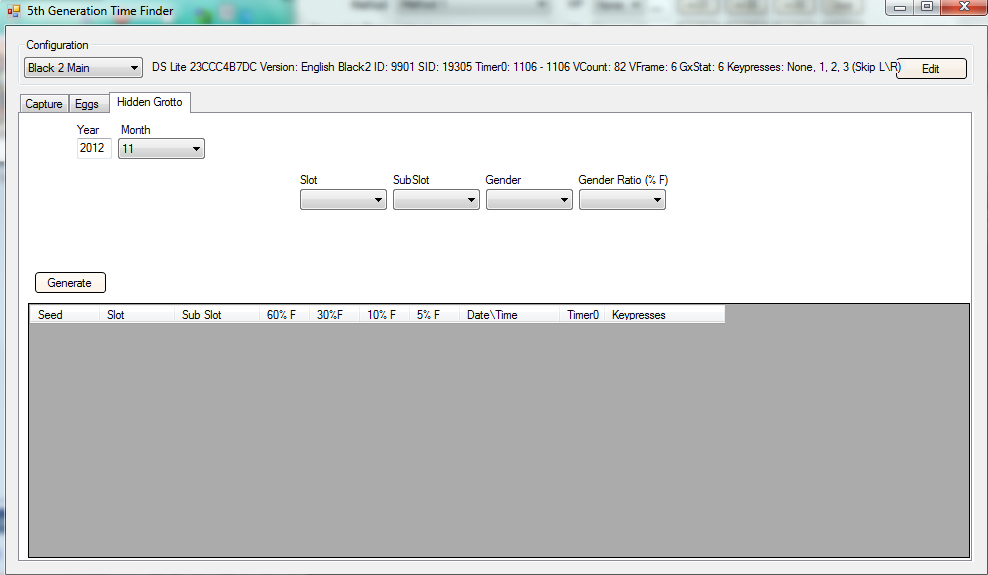 5th Generation Time Finder
Configuration
Black 2 Main DS Lite 23CCC4B7DC Version: English Black2 ID: 9901 SID: 19305 Timer0: 1106 - 1106 VCount: 82 VFrame: 6 GxStat: 6 Keypresses: None, 1, 2, 3 (Skip L\R) Edit
Capture Eggs Hidden Grotto
Year Month
2012 11
Slot SubSlot Gender Gender Ratio (% F)
Generate
Seed Slot Sub Slot 60% F 30%F 10% F 5% F Date\Time Timer0 Keypresses